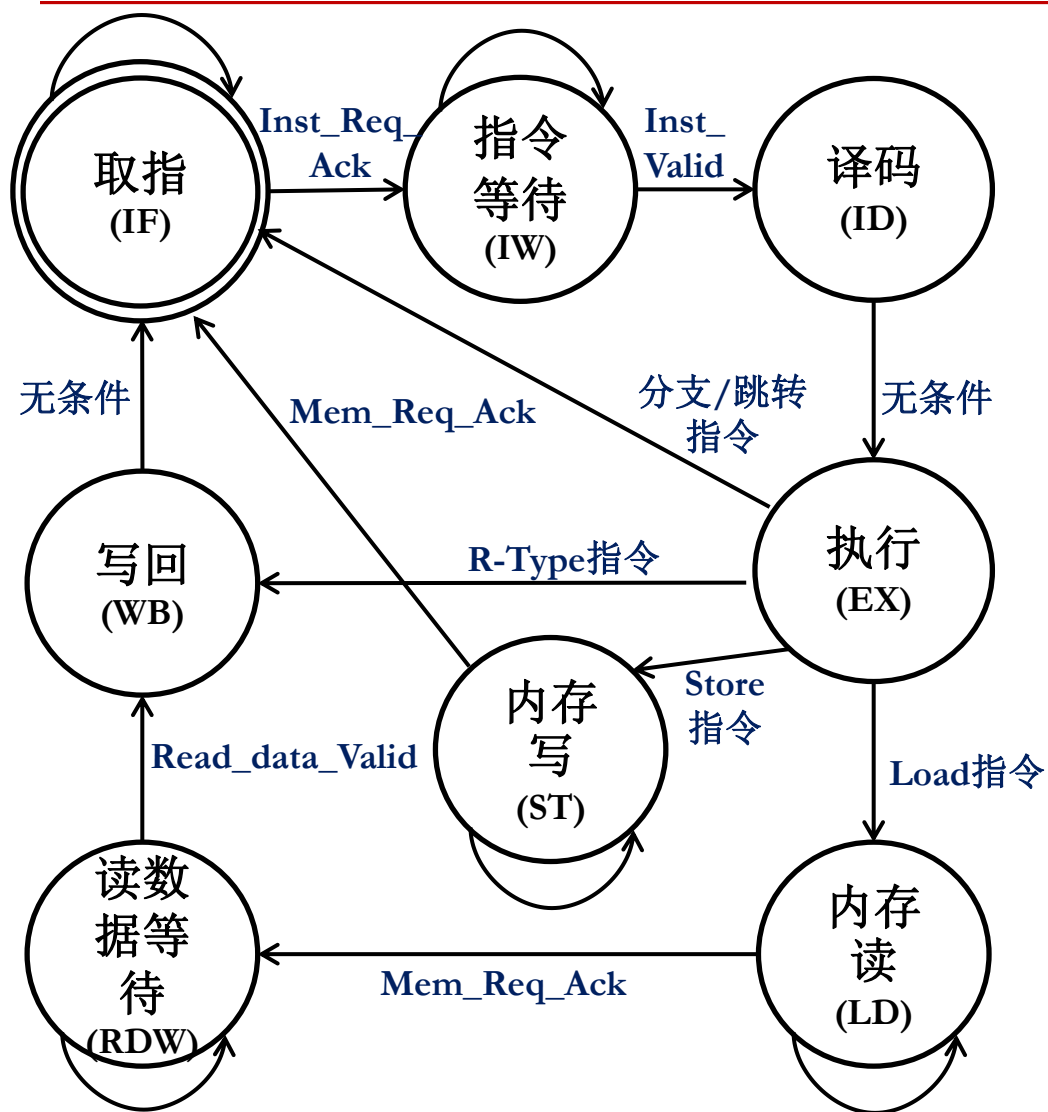 取指
(IF)
Inst_Req_
Ack
指令
等待
(IW)
Inst_
Valid
译码
(ID)
无条件
Mem_Req_Ack
分支/跳转
指令
无条件
写回
(WB)
R-Type指令
执行
(EX)
Read_data_Valid
内存
写
(ST)
Store
指令
Load指令
读数
据等
待
(RDW)
Mem_Req_Ack
内存
读
(LD)